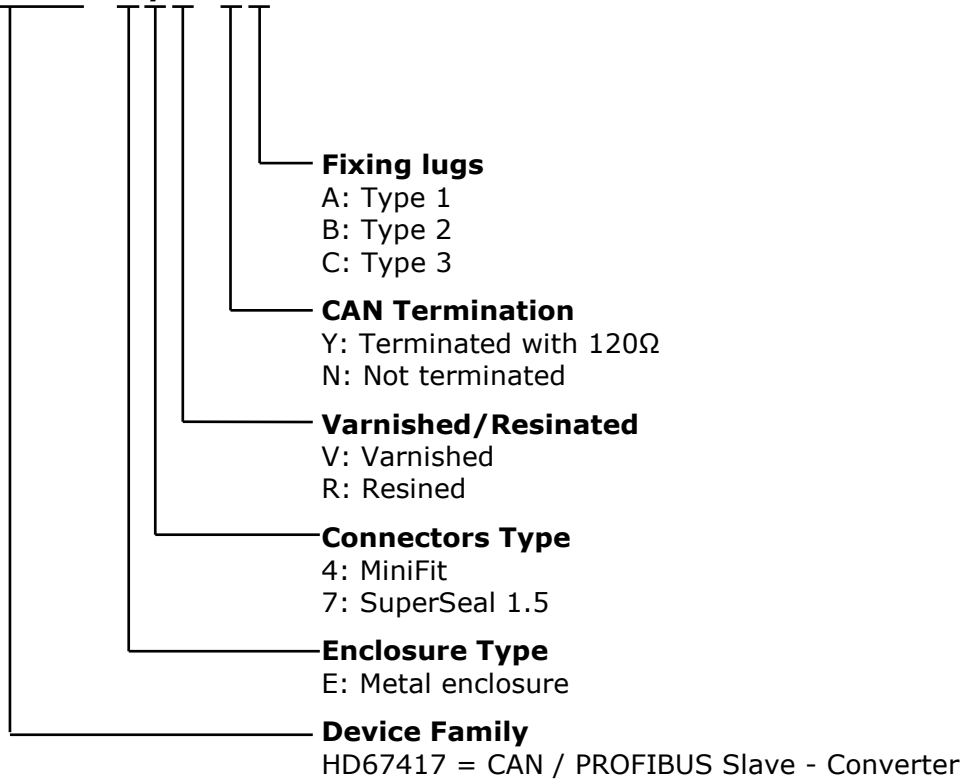 Fixing lugs
A: Type 1
B: Type 2
C: Type 3
CAN Termination
Y: Terminated with 120Ω
N: Not terminated
Varnished/Resinated
V: Varnished
R: Resined
Connectors Type
4: MiniFit
7: SuperSeal 1.5
Enclosure Type
E: Metal enclosure
Device Family
HD67417 = CAN / PROFIBUS Slave - Converter